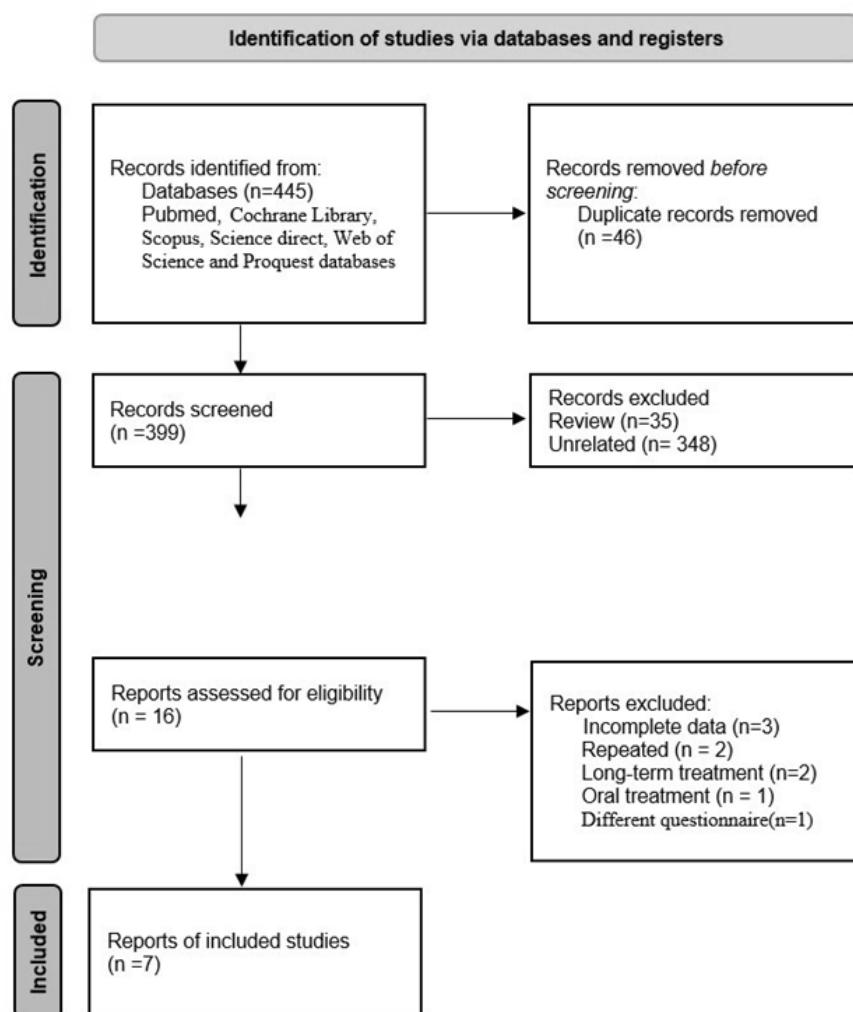 Identification of studies via databases and registers
Identification
Records identified from:
Databases (n=445)
Pubmed, Cochrane Library,
Scopus, Science direct, Web of
Science and Proquest databases
Records removed before
screening:
Duplicate records removed
(n =46)
Screening
Records screened
(n =399)
Records excluded
Review (n=35)
Unrelated (n= 348)
Reports assessed for eligibility
(n = 16)
Reports excluded:
Incomplete data (n=3)
Repeated (n = 2)
Long-term treatment (n=2)
Oral treatment (n = 1)
Different questionnaire(n=1)
Included
Reports of included studies
(n =7)